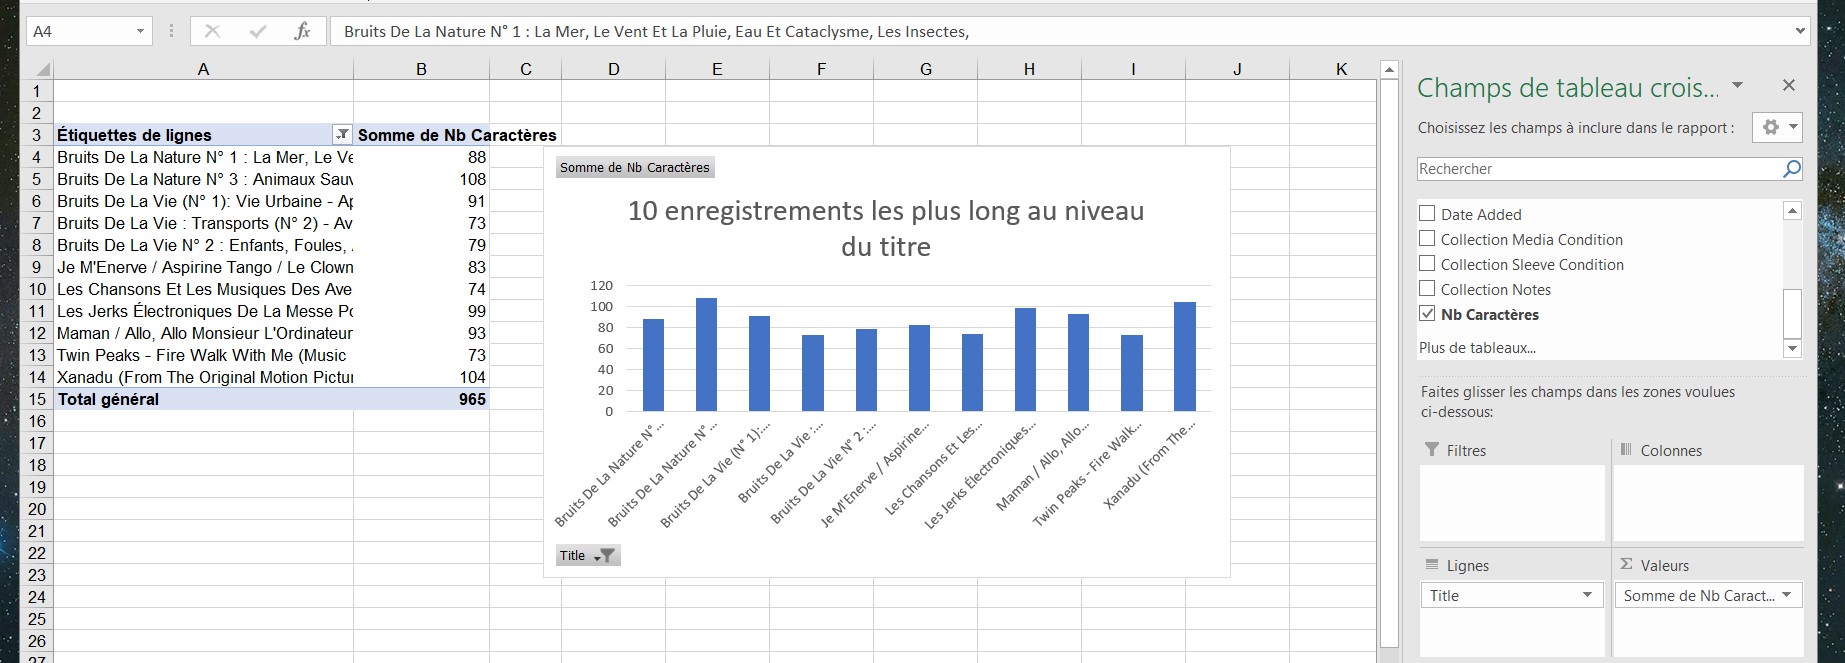 A4
fx
Bruits De La Nature N° 1 : La Mer, Le Vent Et La Pluie, Eau Et Cataclysme, Les Insectes,
A B C D E F G H I J K
1
2
3 Étiquettes de lignes Somme de Nb Caractères
4 Bruits De La Nature N° 1 : La Mer, Le Ve 88
5 Bruits De La Nature N° 3 : Animaux Sauv 108
6 Bruits De La Vie (N° 1): Vie Urbaine - Ap 91
7 Bruits De La Vie : Transports (N° 2) - Av 73
8 Bruits De La Vie N° 2 : Enfants, Foules, 79
9 Je M'Enerve / Aspirine Tango / Le Clown 83
10 Les Chansons Et Les Musiques Des Ave 74
11 Les Jerks Électroniques De La Messe Po 99
12 Maman / Allo, Allo Monsieur L'Ordinateur 93
13 Twin Peaks - Fire Walk With Me (Music 73
14 Xanadu (From The Original Motion Pictur 104
15 Total général 965
16
17
18
19
20
21
22
23
24
25
26
27
Somme de Nb Caractères
10 enregistrements les plus long au niveau
du titre
120
100
80
60
40
20
0
Bruits De La Nature N° ...
Bruits De La Nature N° ...
Bruits De La Vie (N° 1):...
Bruits De La Vie :...
Bruits De La Vie N° 2 :...
Je M'Enerve / Aspirine...
Les Chansons Et Les...
Les Jerks Électroniques...
Maman / Allo, Allo...
Twin Peaks - Fire Walk...
Xanadu (From The...
Title
Champs de tableau crois...
Choisissez les champs à inclure dans le rapport :
Rechercher
Date Added
Collection Media Condition
Collection Sleeve Condition
Collection Notes
Nb Caractères
Plus de tableaux...
Faites glisser les champs dans les zones voulues
ci-dessous:
Filtres
Colonnes
Lignes
Σ Valeurs
Title
Somme de Nb Caract...